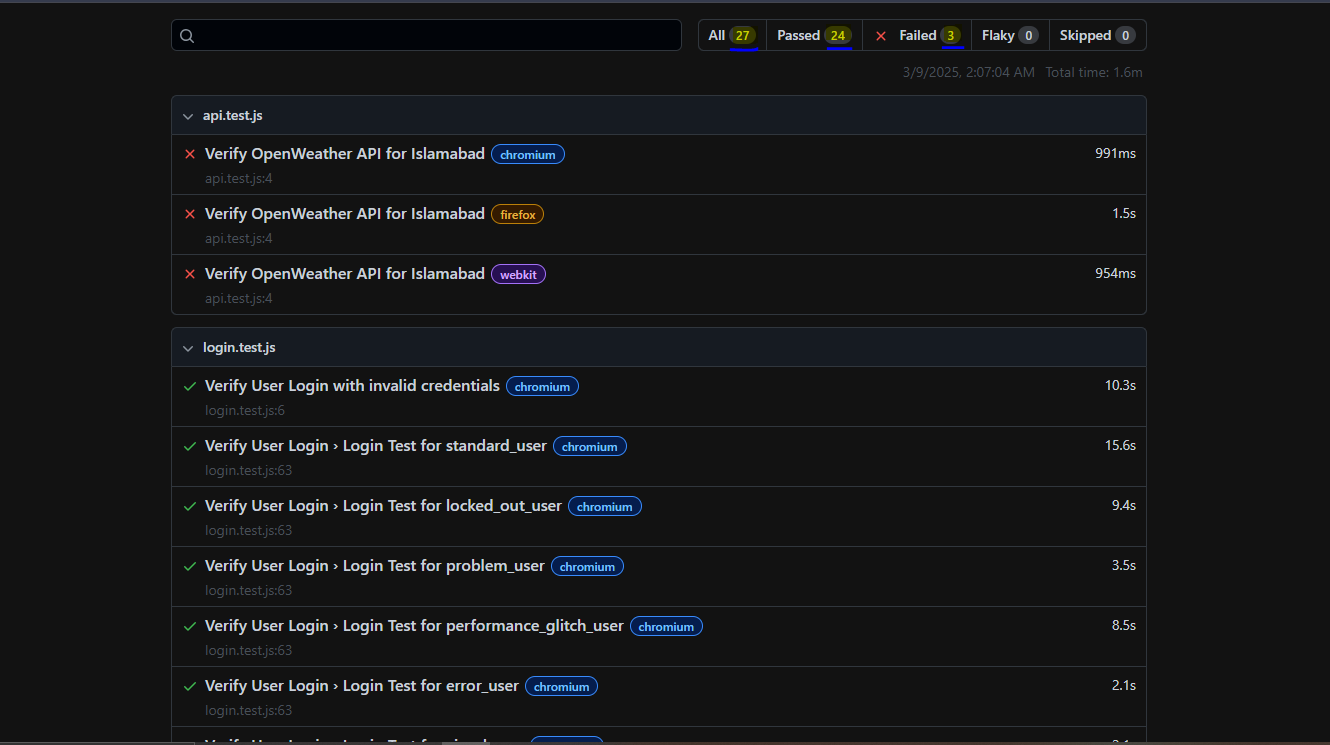 All 27 Passed 24 Failed 3 Flaky 0 Skipped 0
3/9/2025, 2:07:04 AM Total time: 1.6m
api.test.js
Verify OpenWeather API for Islamabad chromium 991ms
api.test.js:4
Verify OpenWeather API for Islamabad firefox 1.5s
api.test.js:4
Verify OpenWeather API for Islamabad webkit 954ms
api.test.js:4
login.test.js
Verify User Login with invalid credentials chromium 10.3s
login.test.js:6
Verify User Login › Login Test for standard_user chromium 15.6s
login.test.js:63
Verify User Login › Login Test for locked_out_user chromium 9.4s
login.test.js:63
Verify User Login › Login Test for problem_user chromium 3.5s
login.test.js:63
Verify User Login › Login Test for performance_glitch_user chromium 8.5s
login.test.js:63
Verify User Login › Login Test for error_user chromium 2.1s
login.test.js:63